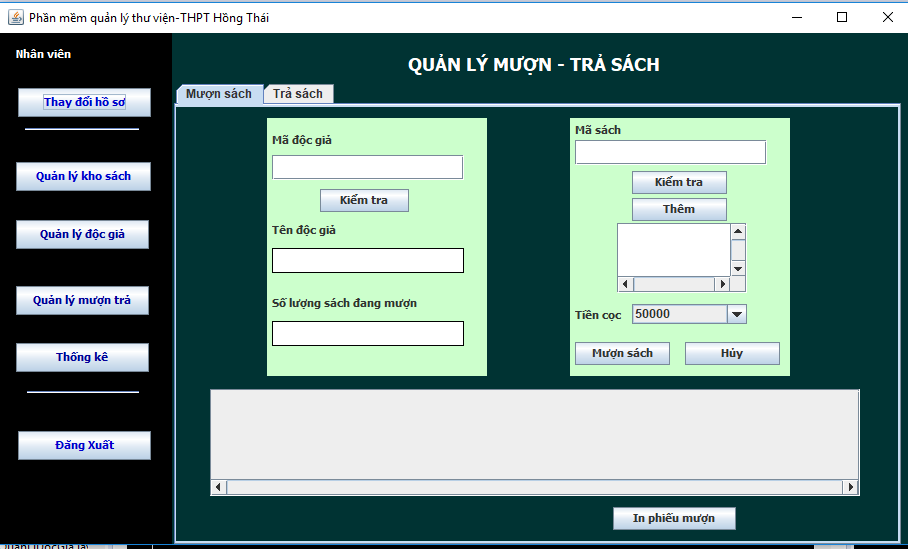 Phần mềm quản lý thư viện-THPT Hồng Thái
Nhân viên
Thay đổi hồ sơ
Quản lý kho sách
Quản lý độc giả
Quản lý mượn trả
Thống kê
Đăng Xuất
QUẢN LÝ MƯỢN - TRẢ SÁCH
Mượn sách
Trả sách
Mã độc giả
Kiểm tra
Tên độc giả
Số lượng sách đang mượn
Mã sách
Kiểm tra
Thêm
Tiền cọc
50000
Mượn sách
Hủy
In phiếu mượn